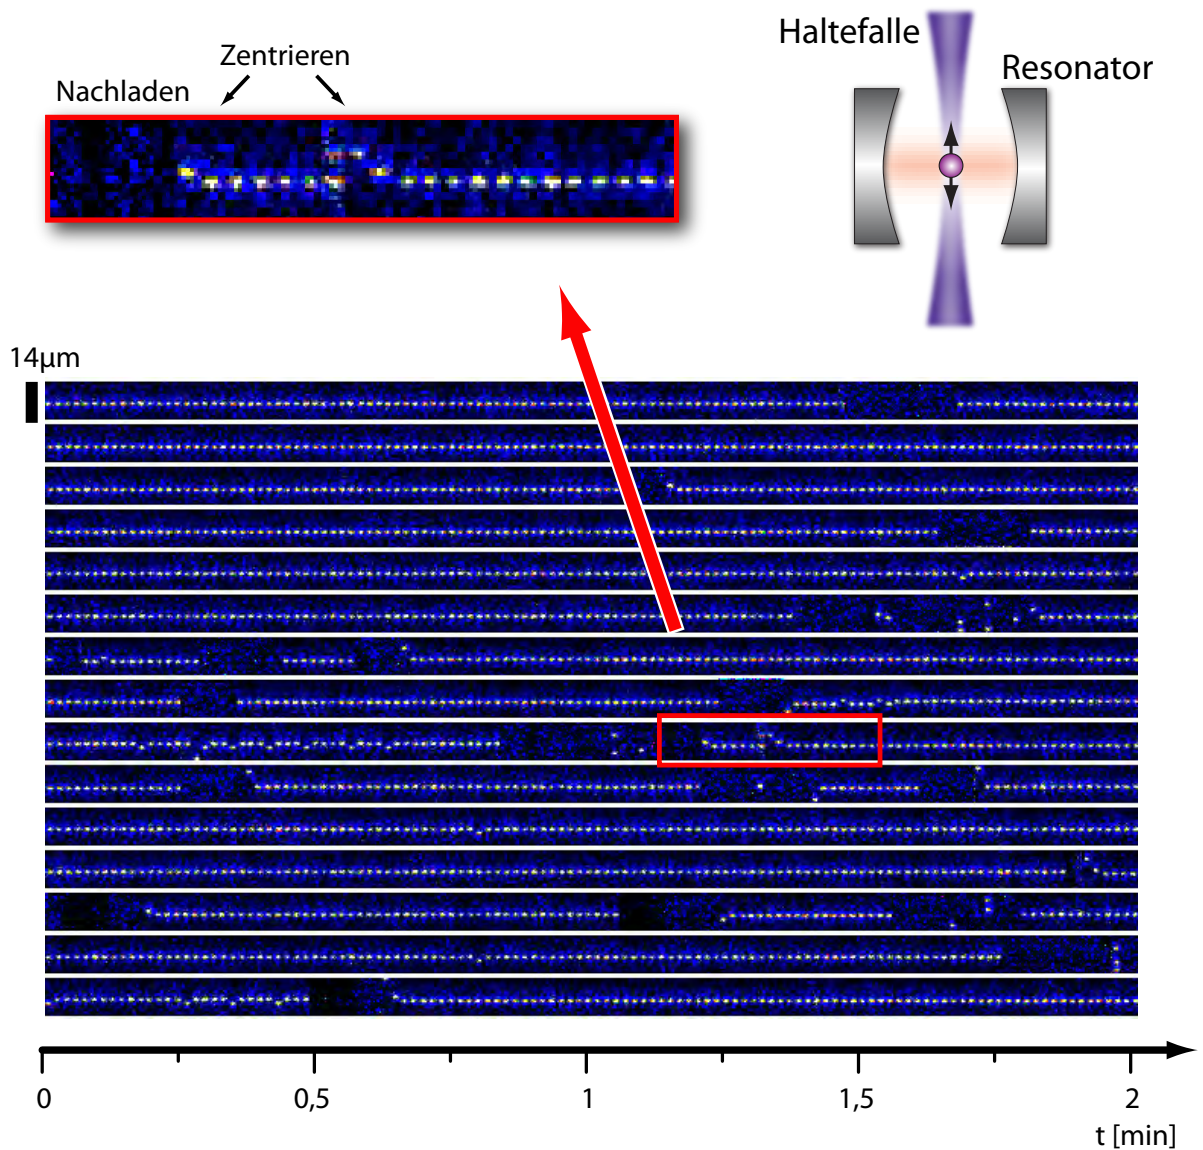 Haltefalle
Zentrieren
Resonator
Nachladen
14µm
0
0,5
1
1,5
2
t [min]